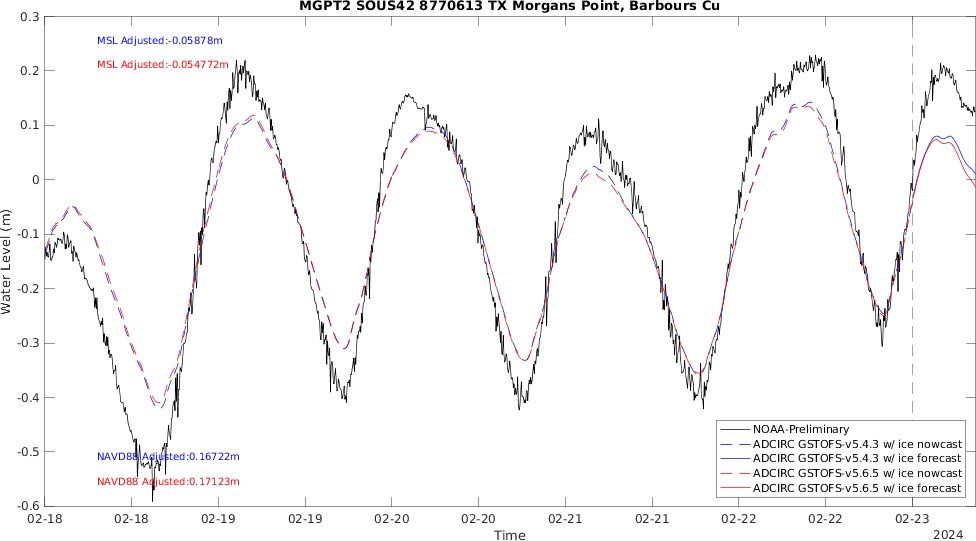 MGPT2 SOUS42 8770613 TX Morgans Point, Barbours Cu
MSL Adjusted:-0.05878m
MSL Adjusted:-0.054772m
NAVD88 Adjusted:0.16722m
NAVD88 Adjusted:0.17123m
Water Level (m)
0.3
0.2
0.1
0
-0.1
-0.2
-0.3
-0.4
-0.5
-0.6
NOAA-Preliminary
ADCIRC GSTOFS-v5.4.3 w/ ice nowcast
ADCIRC GSTOFS-v5.4.3 w/ ice forecast
ADCIRC GSTOFS-v5.6.5 w/ ice nowcast
ADCIRC GSTOFS-v5.6.5 w/ ice forecast
02-18 02-18 02-19 02-19 02-20 02-20 02-21 02-21 02-22 02-22 02-23
Time
2024